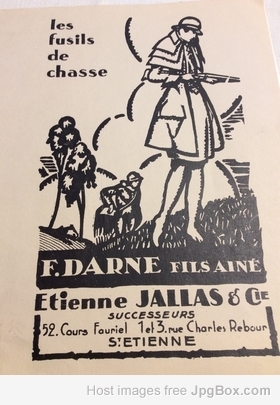 les
fusils
de
chasse
F. DARNE FILS AINÉ
Etienne JALLAS & CIE
SUCCESSEURS
52. Cours Fauriel 1 et 3, rue Charles Rebour
ST ETIENNE
Host images free JpgBox.com